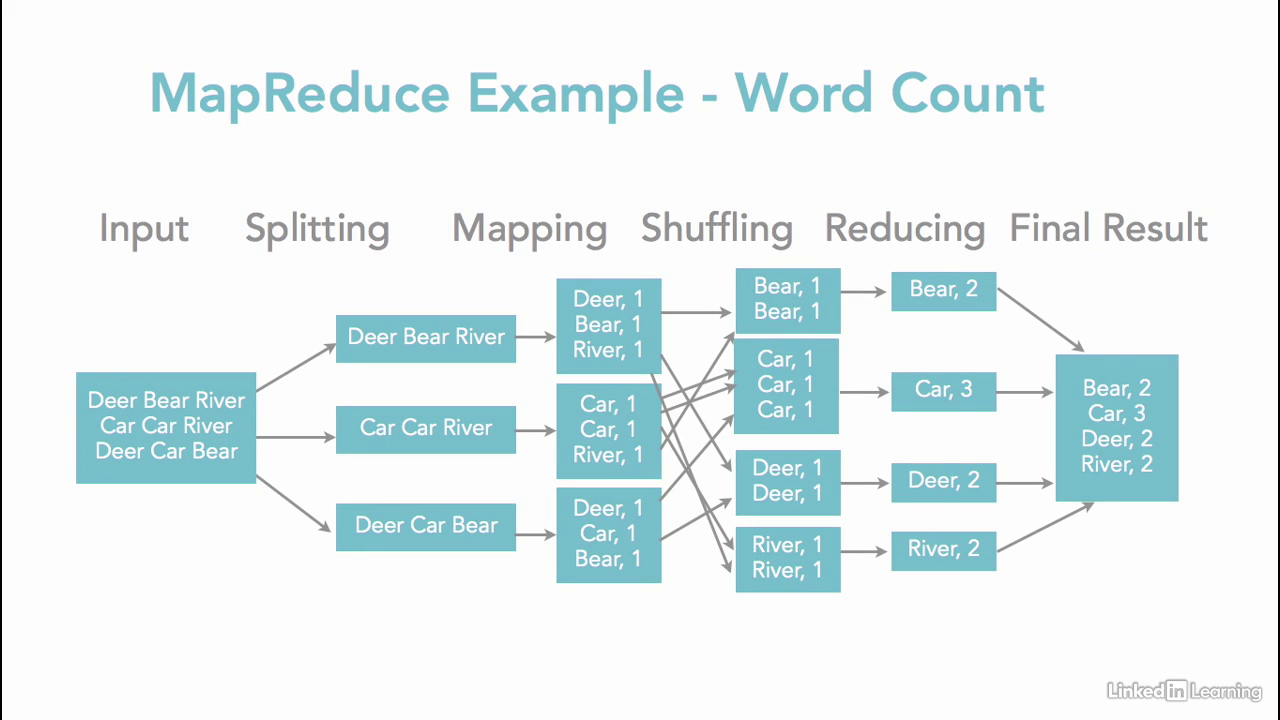 MapReduce Example - Word Count
Input
Splitting
Mapping
Shuffling
Reducing
Final Result
Deer Bear River
Car Car River
Deer Car Bear
Deer Bear River
Car Car River
Deer Car Bear
Deer, 1
Bear, 1
River, 1
Car, 1
Car, 1
River, 1
Deer, 1
Car, 1
Bear, 1
Bear, 1
Bear, 1
Car, 1
Car, 1
Car, 1
Deer, 1
Deer, 1
River, 1
River, 1
Bear, 2
Car, 3
Deer, 2
River, 2
Bear, 2
Car, 3
Deer, 2
River, 2
Linked in Learning